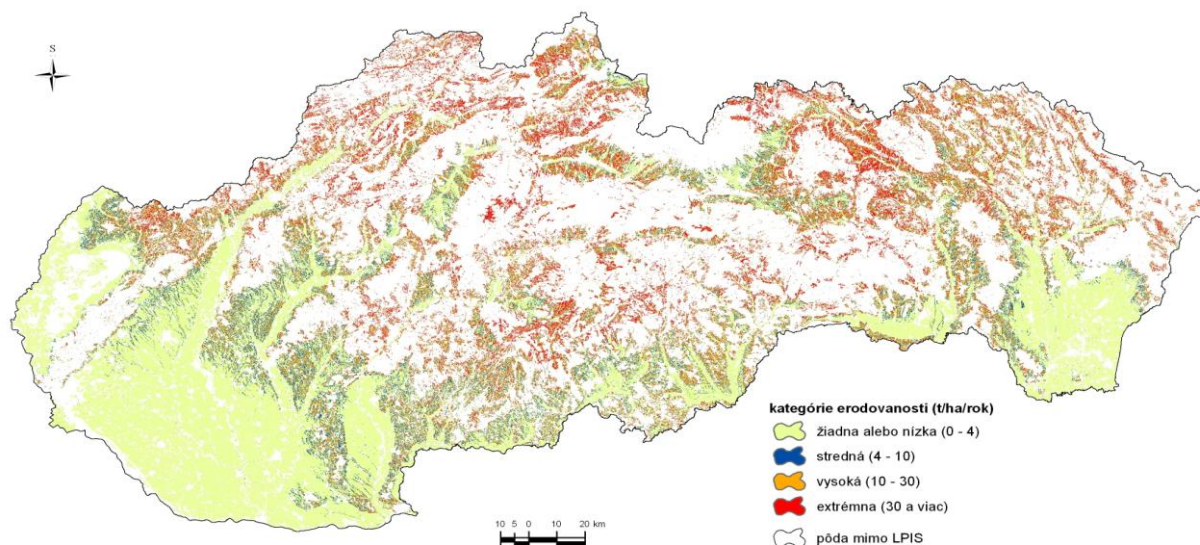 S
kategórie erodovanosti (t/ha/rok)
žiadna alebo nízka (0 - 4)
stredná (4 - 10)
vysoká (10 - 30)
extrémna (30 a viac)
pôda mimo LPIS
10 5 0 10 20 km